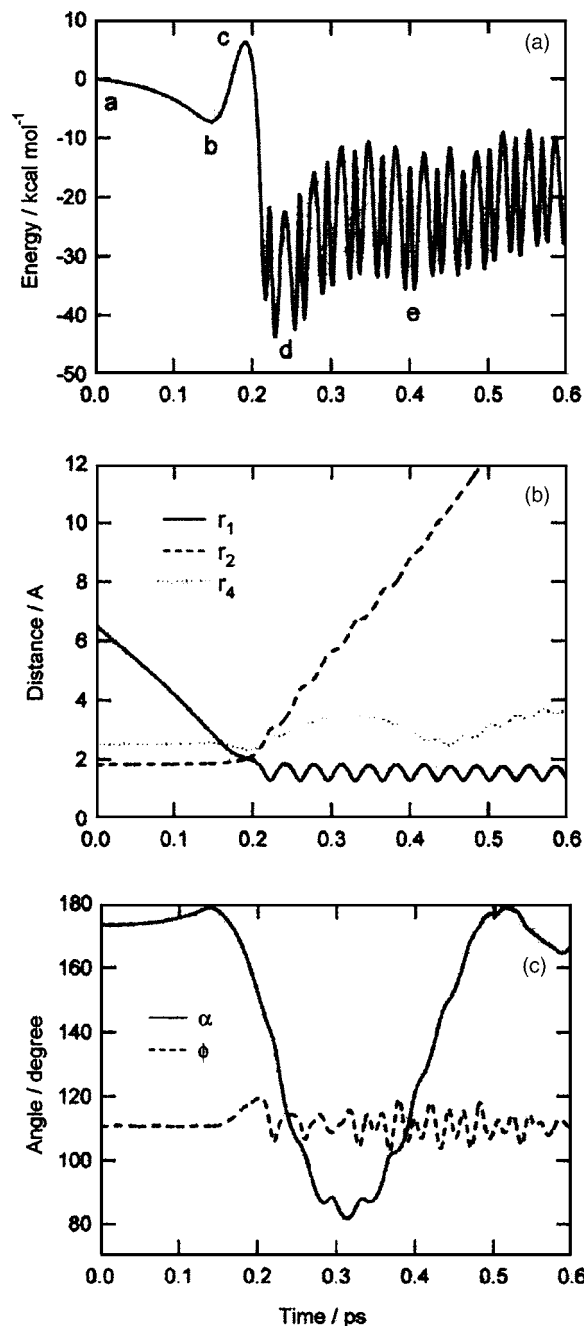 (a)
Energy / kcal mol⁻¹
10
0
-10
-20
-30
-40
-50
a
b
c
d
e
0.0 0.1 0.2 0.3 0.4 0.5 0.6
(b)
Distance / A
12
10
8
6
4
2
0
r₁
r₂
r₄
0.0 0.1 0.2 0.3 0.4 0.5 0.6
(c)
Angle / degree
180
160
140
120
100
80
α
ϕ
0.0 0.1 0.2 0.3 0.4 0.5 0.6
Time / ps